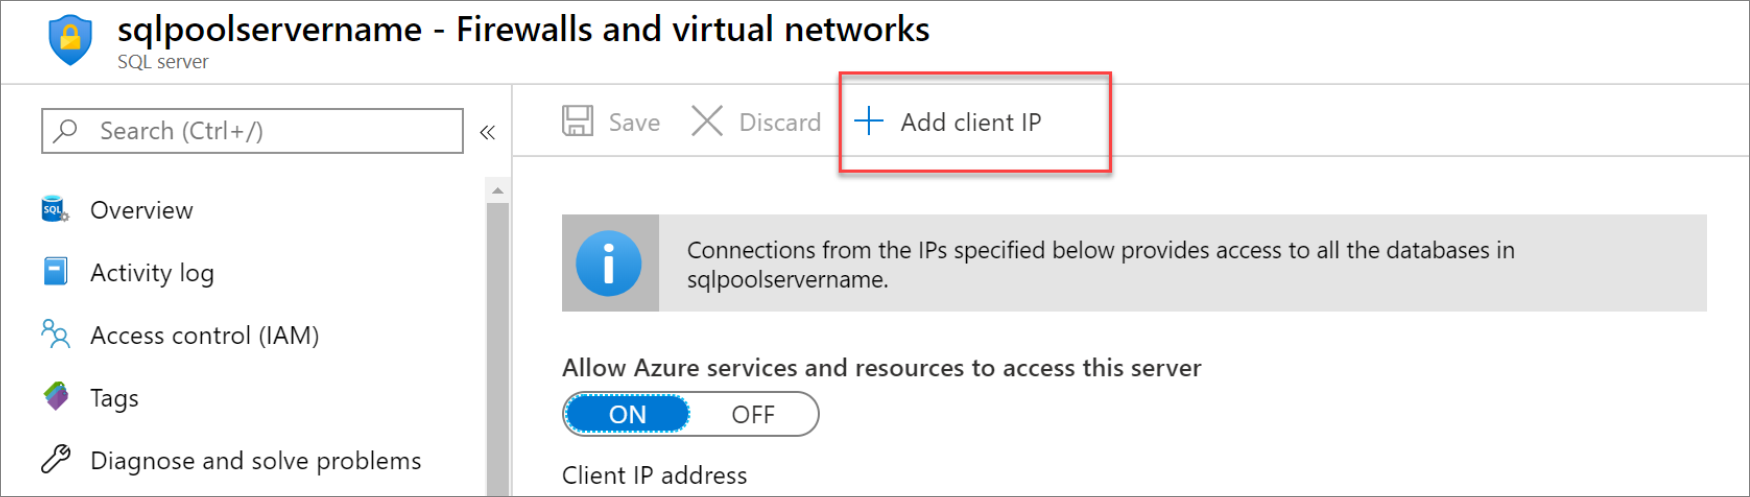 sqlpoolservername - Firewalls and virtual networks
SQL server
Search (Ctrl+/)
«
Save
Discard
Add client IP
SQL
Overview
Activity log
Access control (IAM)
Tags
Diagnose and solve problems
Connections from the IPs specified below provides access to all the databases in
sqlpoolservername.
Allow Azure services and resources to access this server
ON OFF
Client IP address